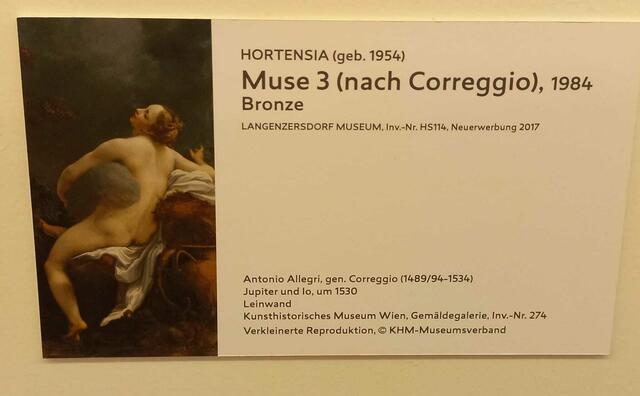 HORTENSIA (geb. 1954)
Muse 3 (nach Correggio), 1984
Bronze
LANGENZERSDORF MUSEUM, Inv.-Nr. HS114, Neuerwerbung 2017
Antonio Allegri, gen. Correggio (1489/94-1534)
Jupiter und Io, um 1530
Leinwand
Kunsthistorisches Museum Wien, Gemäldegalerie, Inv.-Nr. 274
Verkleinerte Reproduktion, © KHM-Museumsverband